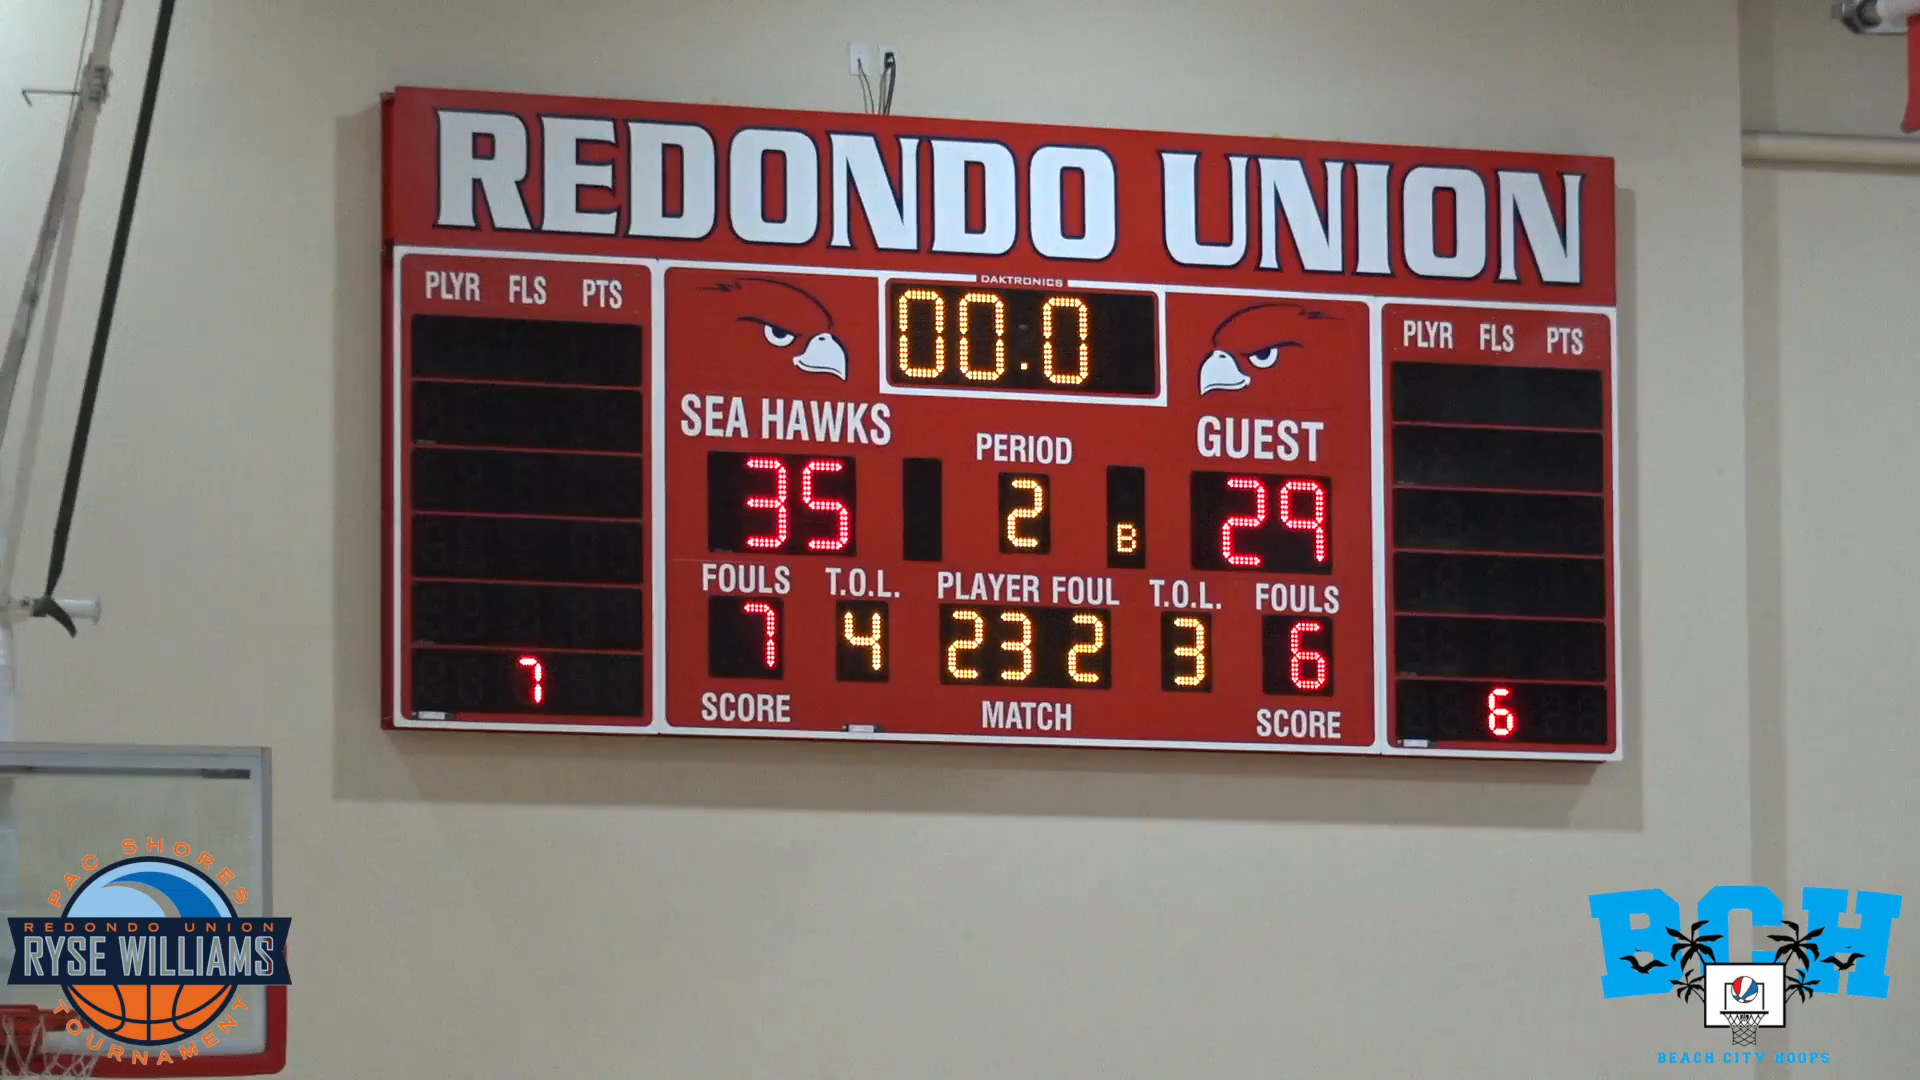 REDONDO UNION
DAKTRONICS
PLYR FLS PTS
00.0
PLYR FLS PTS
SEA HAWKS
PERIOD
GUEST
35
2
B
29
FOULS T.O.L. PLAYER FOUL T.O.L. FOULS
7 4 23 2 3 6
7
SCORE MATCH SCORE
6
PAC SHORES
REDONDO UNION
RYSE WILLIAMS
TOURNAMENT
BCH
BEACH CITY HOOPS